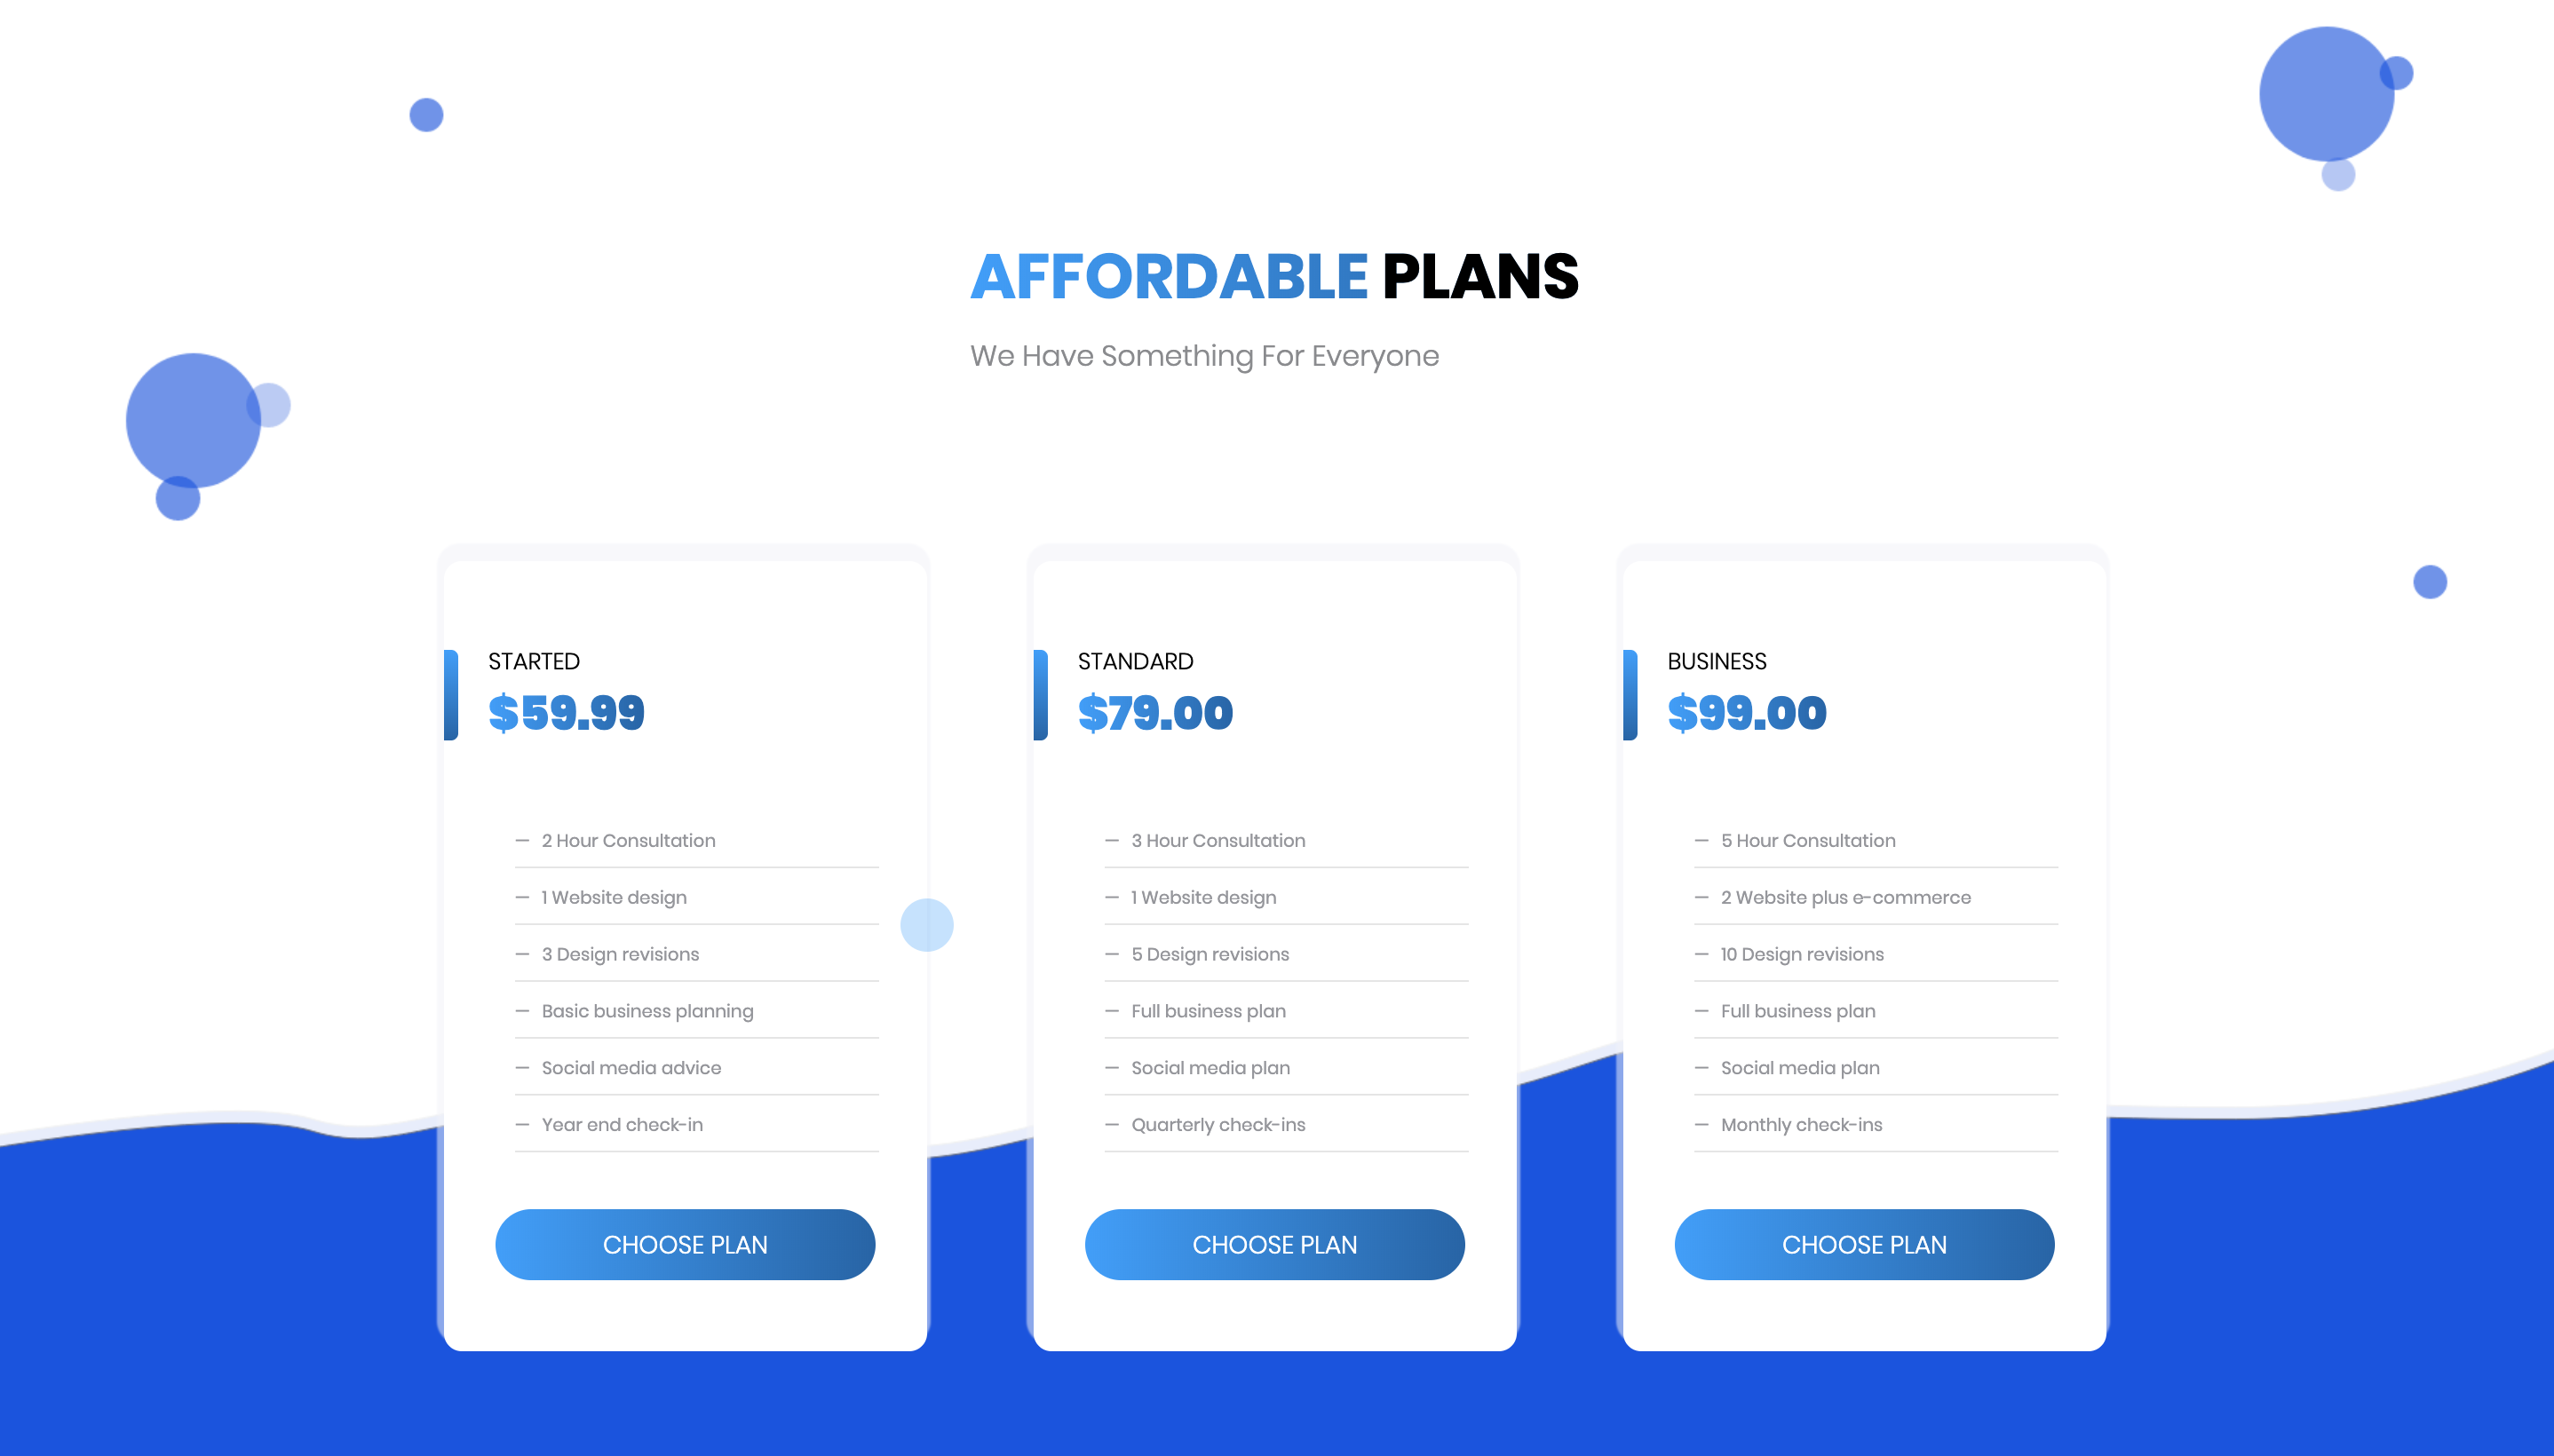 AFFORDABLE PLANS
We Have Something For Everyone
STARTED
$59.99
— 2 Hour Consultation
— 1 Website design
— 3 Design revisions
— Basic business planning
— Social media advice
— Year end check-in
CHOOSE PLAN
STANDARD
$79.00
— 3 Hour Consultation
— 1 Website design
— 5 Design revisions
— Full business plan
— Social media plan
— Quarterly check-ins
CHOOSE PLAN
BUSINESS
$99.00
— 5 Hour Consultation
— 2 Website plus e-commerce
— 10 Design revisions
— Full business plan
— Social media plan
— Monthly check-ins
CHOOSE PLAN